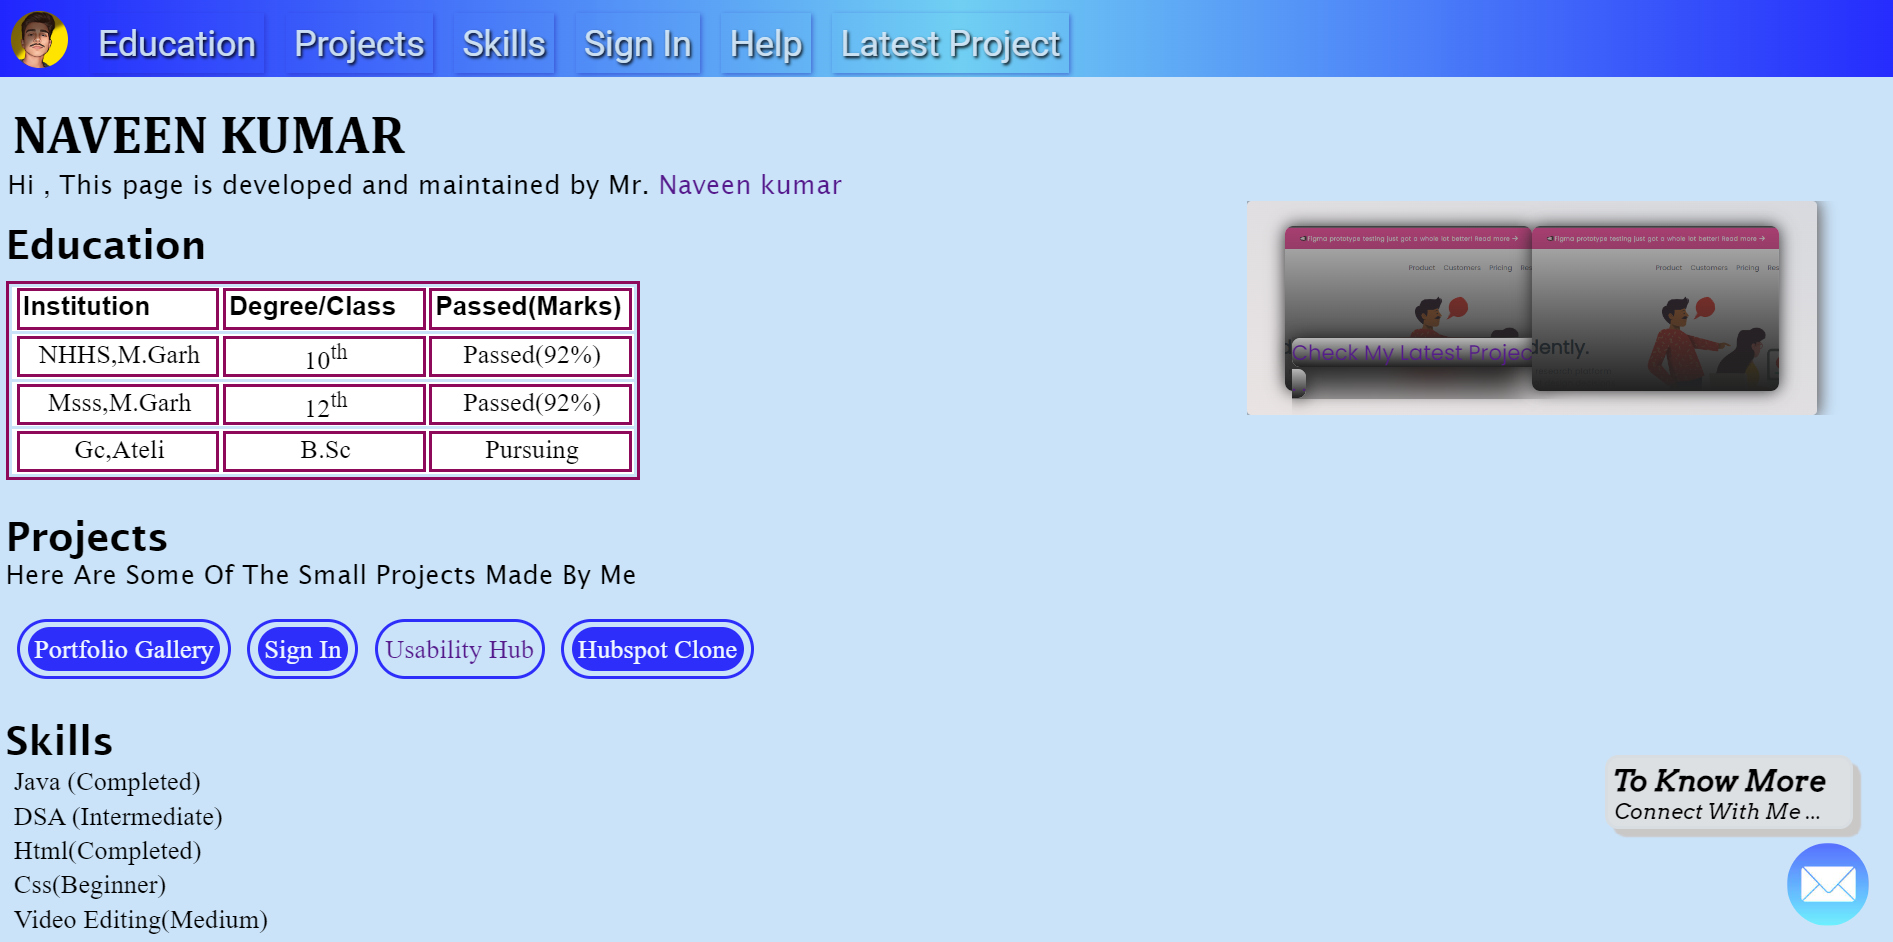 Education Projects Skills Sign In Help Latest Project
NAVEEN KUMAR
Hi , This page is developed and maintained by Mr. Naveen kumar
Education
Institution Degree/Class Passed(Marks)
NHHS,M.Garh 10th Passed(92%)
Msss,M.Garh 12th Passed(92%)
Gc,Ateli B.Sc Pursuing
Figma prototype testing just got a whole lot better! Read more → Figma prototype testing just got a whole lot better! Read more →
Product Customers Pricing Res Product Customers Pricing Res
Check My Latest Projec dently.
Projects
Here Are Some Of The Small Projects Made By Me
Portfolio Gallery Sign In Usability Hub Hubspot Clone
Skills
Java (Completed)
DSA (Intermediate)
Html(Completed)
Css(Beginner)
Video Editing(Medium)
To Know More
Connect With Me ...